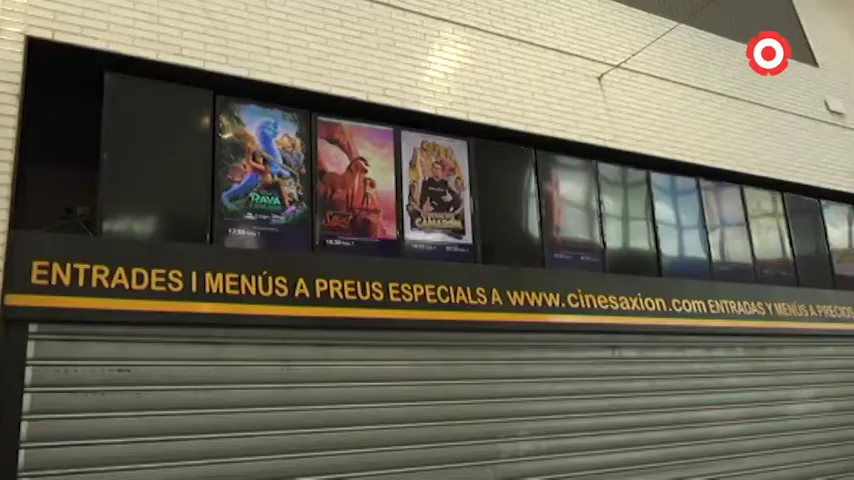 RAYA
ENTRADES I MENÚS A PREUS ESPECIALS A www.cinesaxion.com ENTRADAS Y MENÚS A PRECIOS